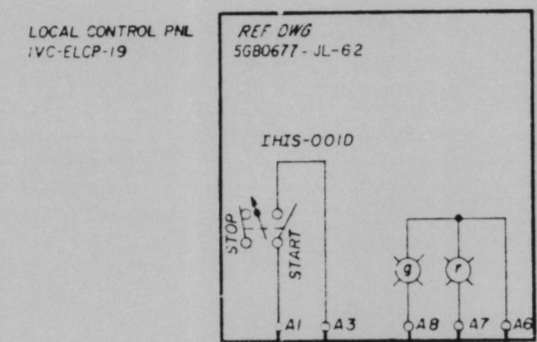 LOCAL CONTROL PNL
1VC-ELCP-19
REF DWG
5GB0677-JL-62
1HIS-001D
STOP
START
g
r
A1
A3
A8
A7
A6